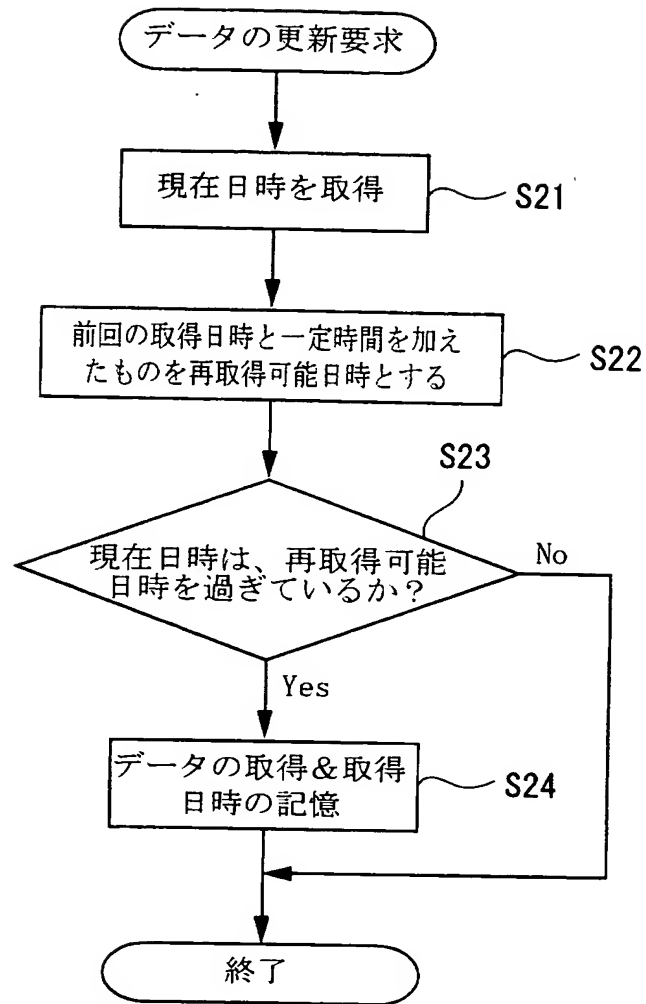 データの更新要求
現在日時を取得
S21
前回の取得日時と一定時間を加え
たものを再取得可能日時とする
S22
S23
現在日時は、再取得可能
日時を過ぎているか？
No
Yes
データの取得＆取得
日時の記憶
S24
終了